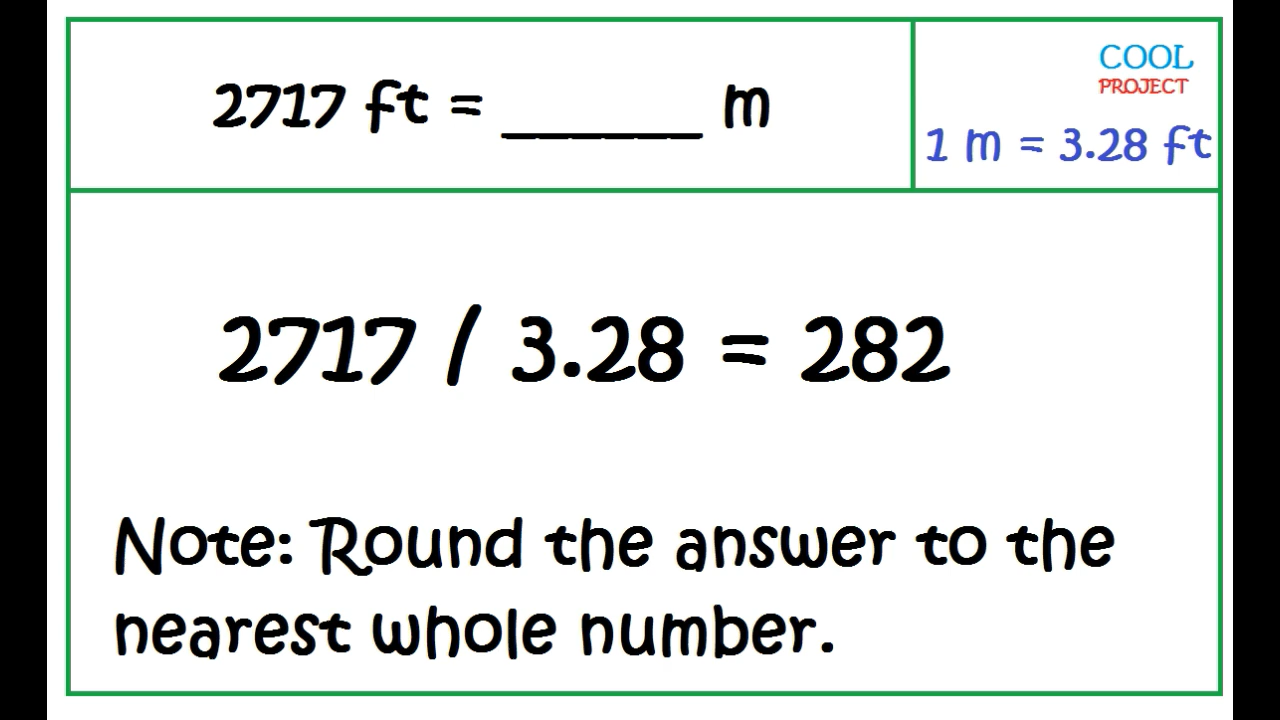 2717 ft = ______ m
COOL
PROJECT
1 m = 3.28 ft
2717 / 3.28 = 282
Note: Round the answer to the
nearest whole number.